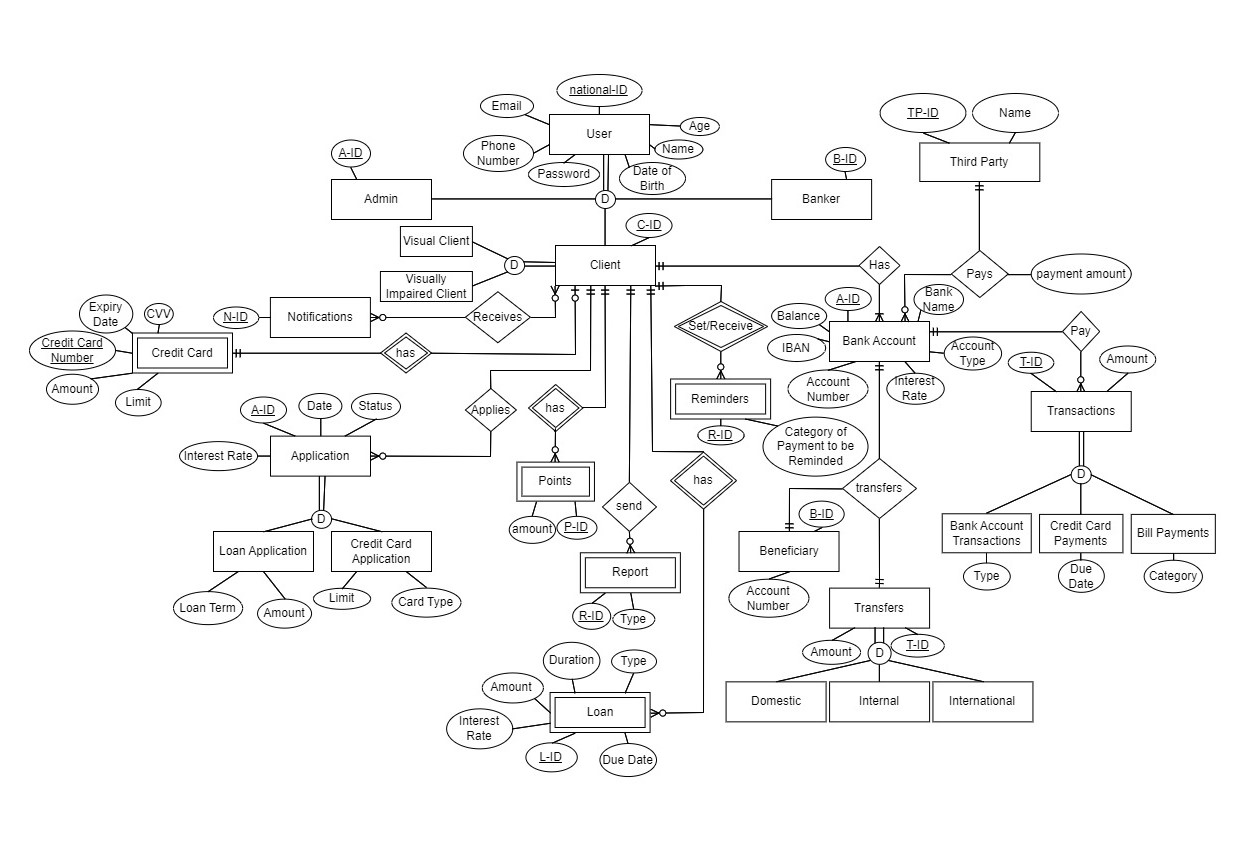 national-ID
Email
User
Age
Phone
Number
Name
Password
Date of
Birth
TP-ID
Name
Third Party
A-ID
Admin
D
B-ID
Banker
C-ID
Visual Client
D
Client
Visually
Impaired Client
Has
Pays
payment amount
Expiry
Date
CVV
N-ID
Notifications
Receives
Set/Receive
A-ID
Bank
Name
Balance
IBAN
Bank Account
Account
Type
Pay
Credit Card
Number
Credit Card
has
Amount
Limit
Account
Number
Interest
Rate
T-ID
Amount
Transactions
Reminders
R-ID
Category of
Payment to be
Reminded
A-ID
Date
Status
Applies
has
Interest Rate
Application
Points
amount
P-ID
send
has
transfers
D
D
B-ID
Beneficiary
Account
Number
Bank Account
Transactions
Credit Card
Payments
Bill Payments
Type
Due
Date
Category
Loan Application
Credit Card
Application
Loan Term
Amount
Limit
Card Type
Report
R-ID
Type
Transfers
Amount
D
T-ID
Domestic
Internal
International
Duration
Type
Amount
Interest
Rate
Loan
L-ID
Due Date